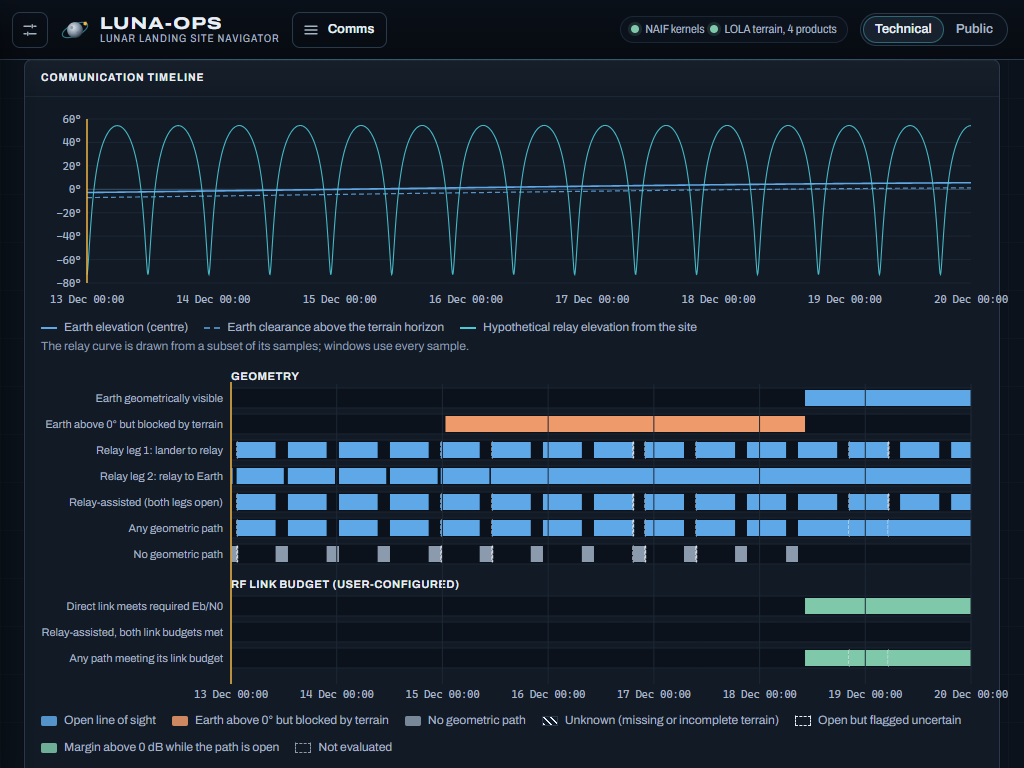 LUNA-OPS
LUNAR LANDING SITE NAVIGATOR
Comms
NAIF kernels
LOLA terrain, 4 products
Technical
Public
COMMUNICATION TIMELINE
60°
40°
20°
0°
−20°
−40°
−60°
−80°
13 Dec 00:00 14 Dec 00:00 15 Dec 00:00 16 Dec 00:00 17 Dec 00:00 18 Dec 00:00 19 Dec 00:00 20 Dec 00:00
Earth elevation (centre) Earth clearance above the terrain horizon Hypothetical relay elevation from the site
The relay curve is drawn from a subset of its samples; windows use every sample.
GEOMETRY
Earth geometrically visible
Earth above 0° but blocked by terrain
Relay leg 1: lander to relay
Relay leg 2: relay to Earth
Relay-assisted (both legs open)
Any geometric path
No geometric path
RF LINK BUDGET (USER-CONFIGURED)
Direct link meets required Eb/N0
Relay-assisted, both link budgets met
Any path meeting its link budget
13 Dec 00:00 14 Dec 00:00 15 Dec 00:00 16 Dec 00:00 17 Dec 00:00 18 Dec 00:00 19 Dec 00:00 20 Dec 00:00
Open line of sight Earth above 0° but blocked by terrain No geometric path Unknown (missing or incomplete terrain) Open but flagged uncertain
Margin above 0 dB while the path is open Not evaluated